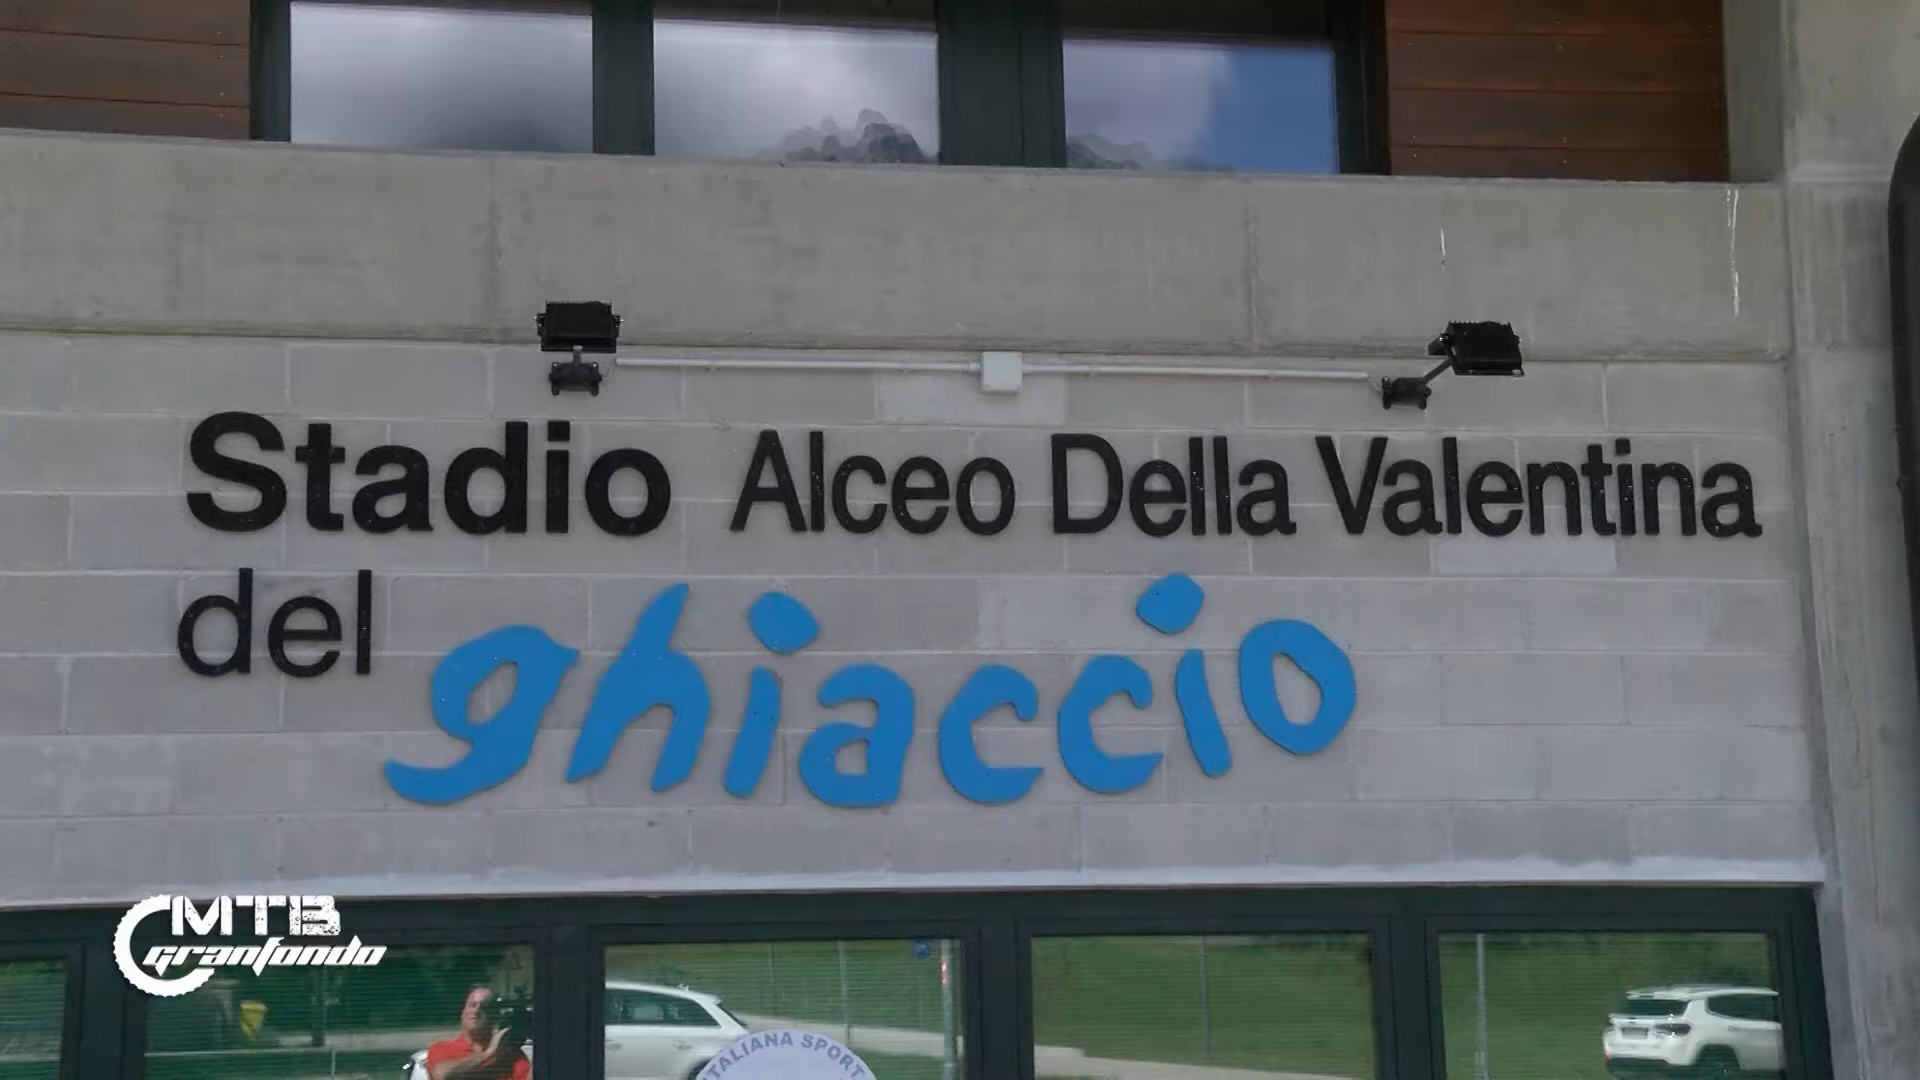 Stadio Alceo Della Valentina
del ghiaccio
MTB
granfondo
ITALIANA SPORT